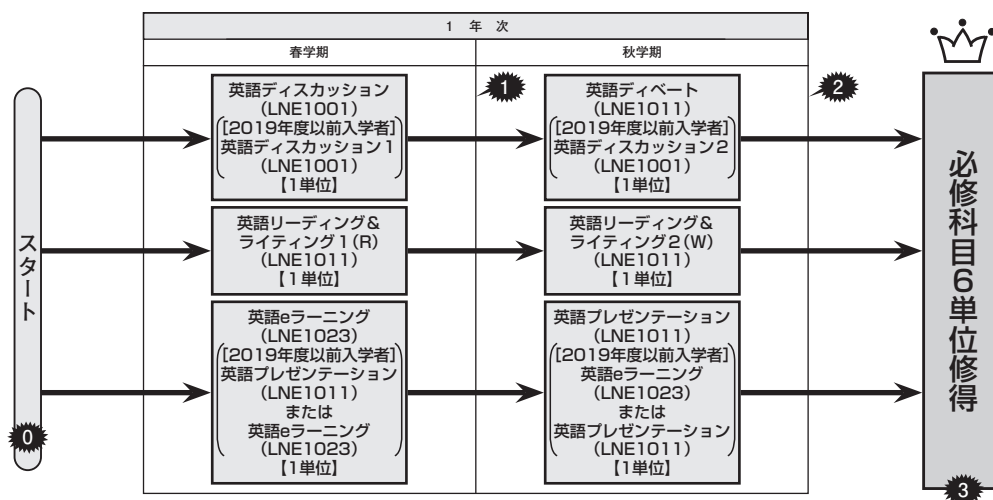 1 年 次
春学期
秋学期
スタート
0
英語ディスカッション
(LNE1001)
[2019年度以前入学者]
英語ディスカッション1
(LNE1001)
【1単位】
1
英語ディベート
(LNE1011)
[2019年度以前入学者]
英語ディスカッション2
(LNE1001)
【1単位】
2
英語リーディング&
ライティング1(R)
(LNE1011)
【1単位】
英語リーディング&
ライティング2(W)
(LNE1011)
【1単位】
英語eラーニング
(LNE1023)
[2019年度以前入学者]
英語プレゼンテーション
(LNE1011)
または
英語eラーニング
(LNE1023)
【1単位】
英語プレゼンテーション
(LNE1011)
[2019年度以前入学者]
英語eラーニング
(LNE1023)
または
英語プレゼンテーション
(LNE1011)
【1単位】
必修科目6単位修得
3